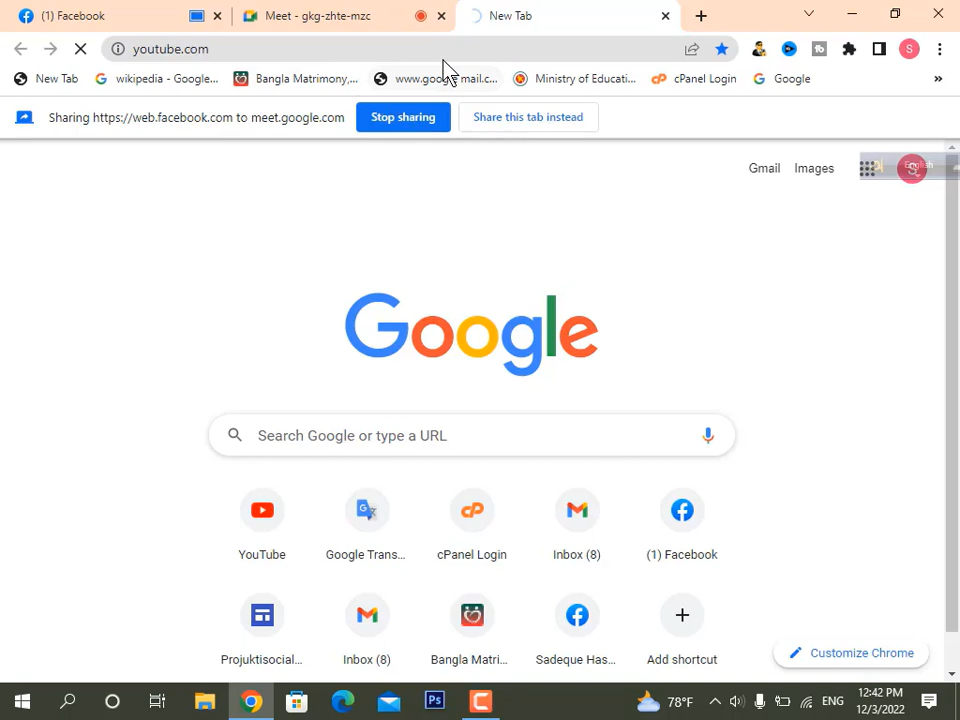 (1) Facebook
Meet - gkg-zhte-mzc
New Tab
youtube.com
New Tab
wikipedia - Google...
Bangla Matrimony,...
Ministry of Educati...
cPanel Login
Google
»
Sharing https://web.facebook.com to meet.google.com
Stop sharing
Share this tab instead
Gmail
Images
English
S
Google
Search Google or type a URL
YouTube
Google Trans...
cPanel Login
Inbox (8)
(1) Facebook
Projuktisocial...
Inbox (8)
Bangla Matri...
Sadeque Has...
Add shortcut
Customize Chrome
Ps
78°F
ENG
12:42 PM
12/3/2022